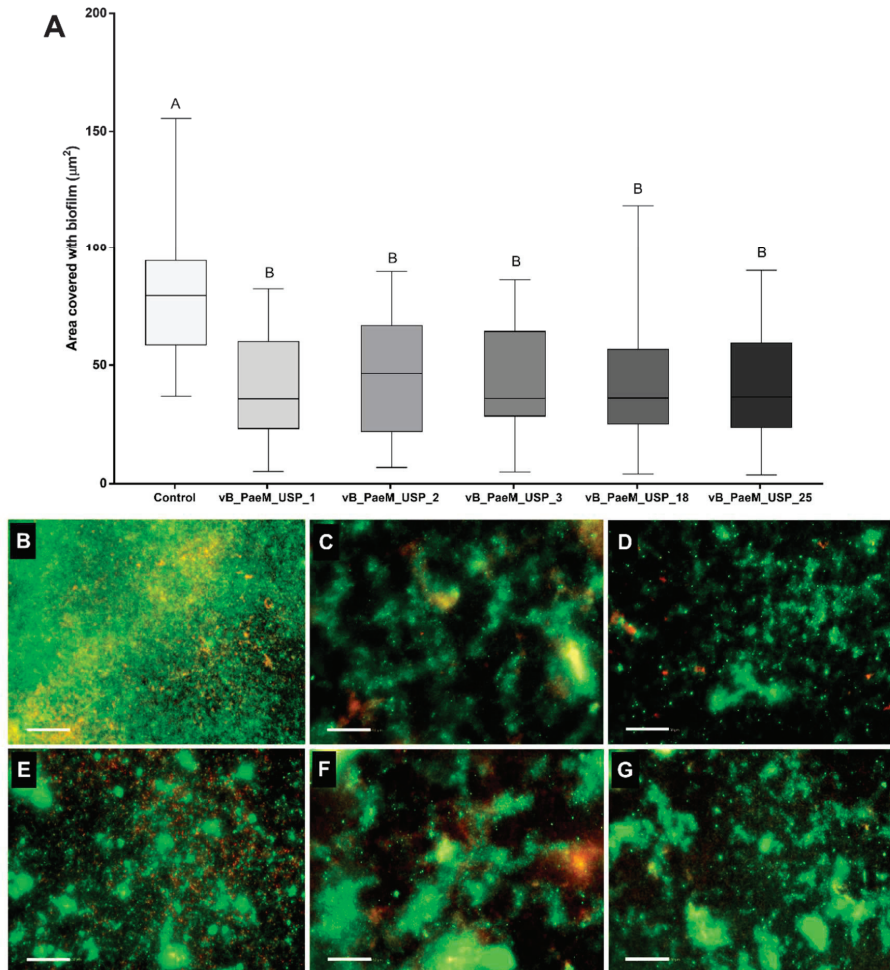 A
200
150
100
50
0
Area covered with biofilm (µm²)
A
B
B
B
B
B
Control
vB_PaeM_USP_1
vB_PaeM_USP_2
vB_PaeM_USP_3
vB_PaeM_USP_18
vB_PaeM_USP_25
B
C
D
E
F
G